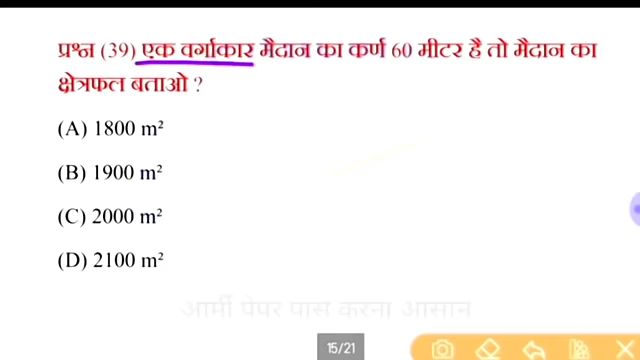 प्रश्न (39) एक वर्गाकार मैदान का कर्ण 60 मीटर है तो मैदान का
क्षेत्रफल बताओ ?
(A) 1800 m²
(B) 1900 m²
(C) 2000 m²
(D) 2100 m²
आर्मी पेपर पास करना आसान
15/21